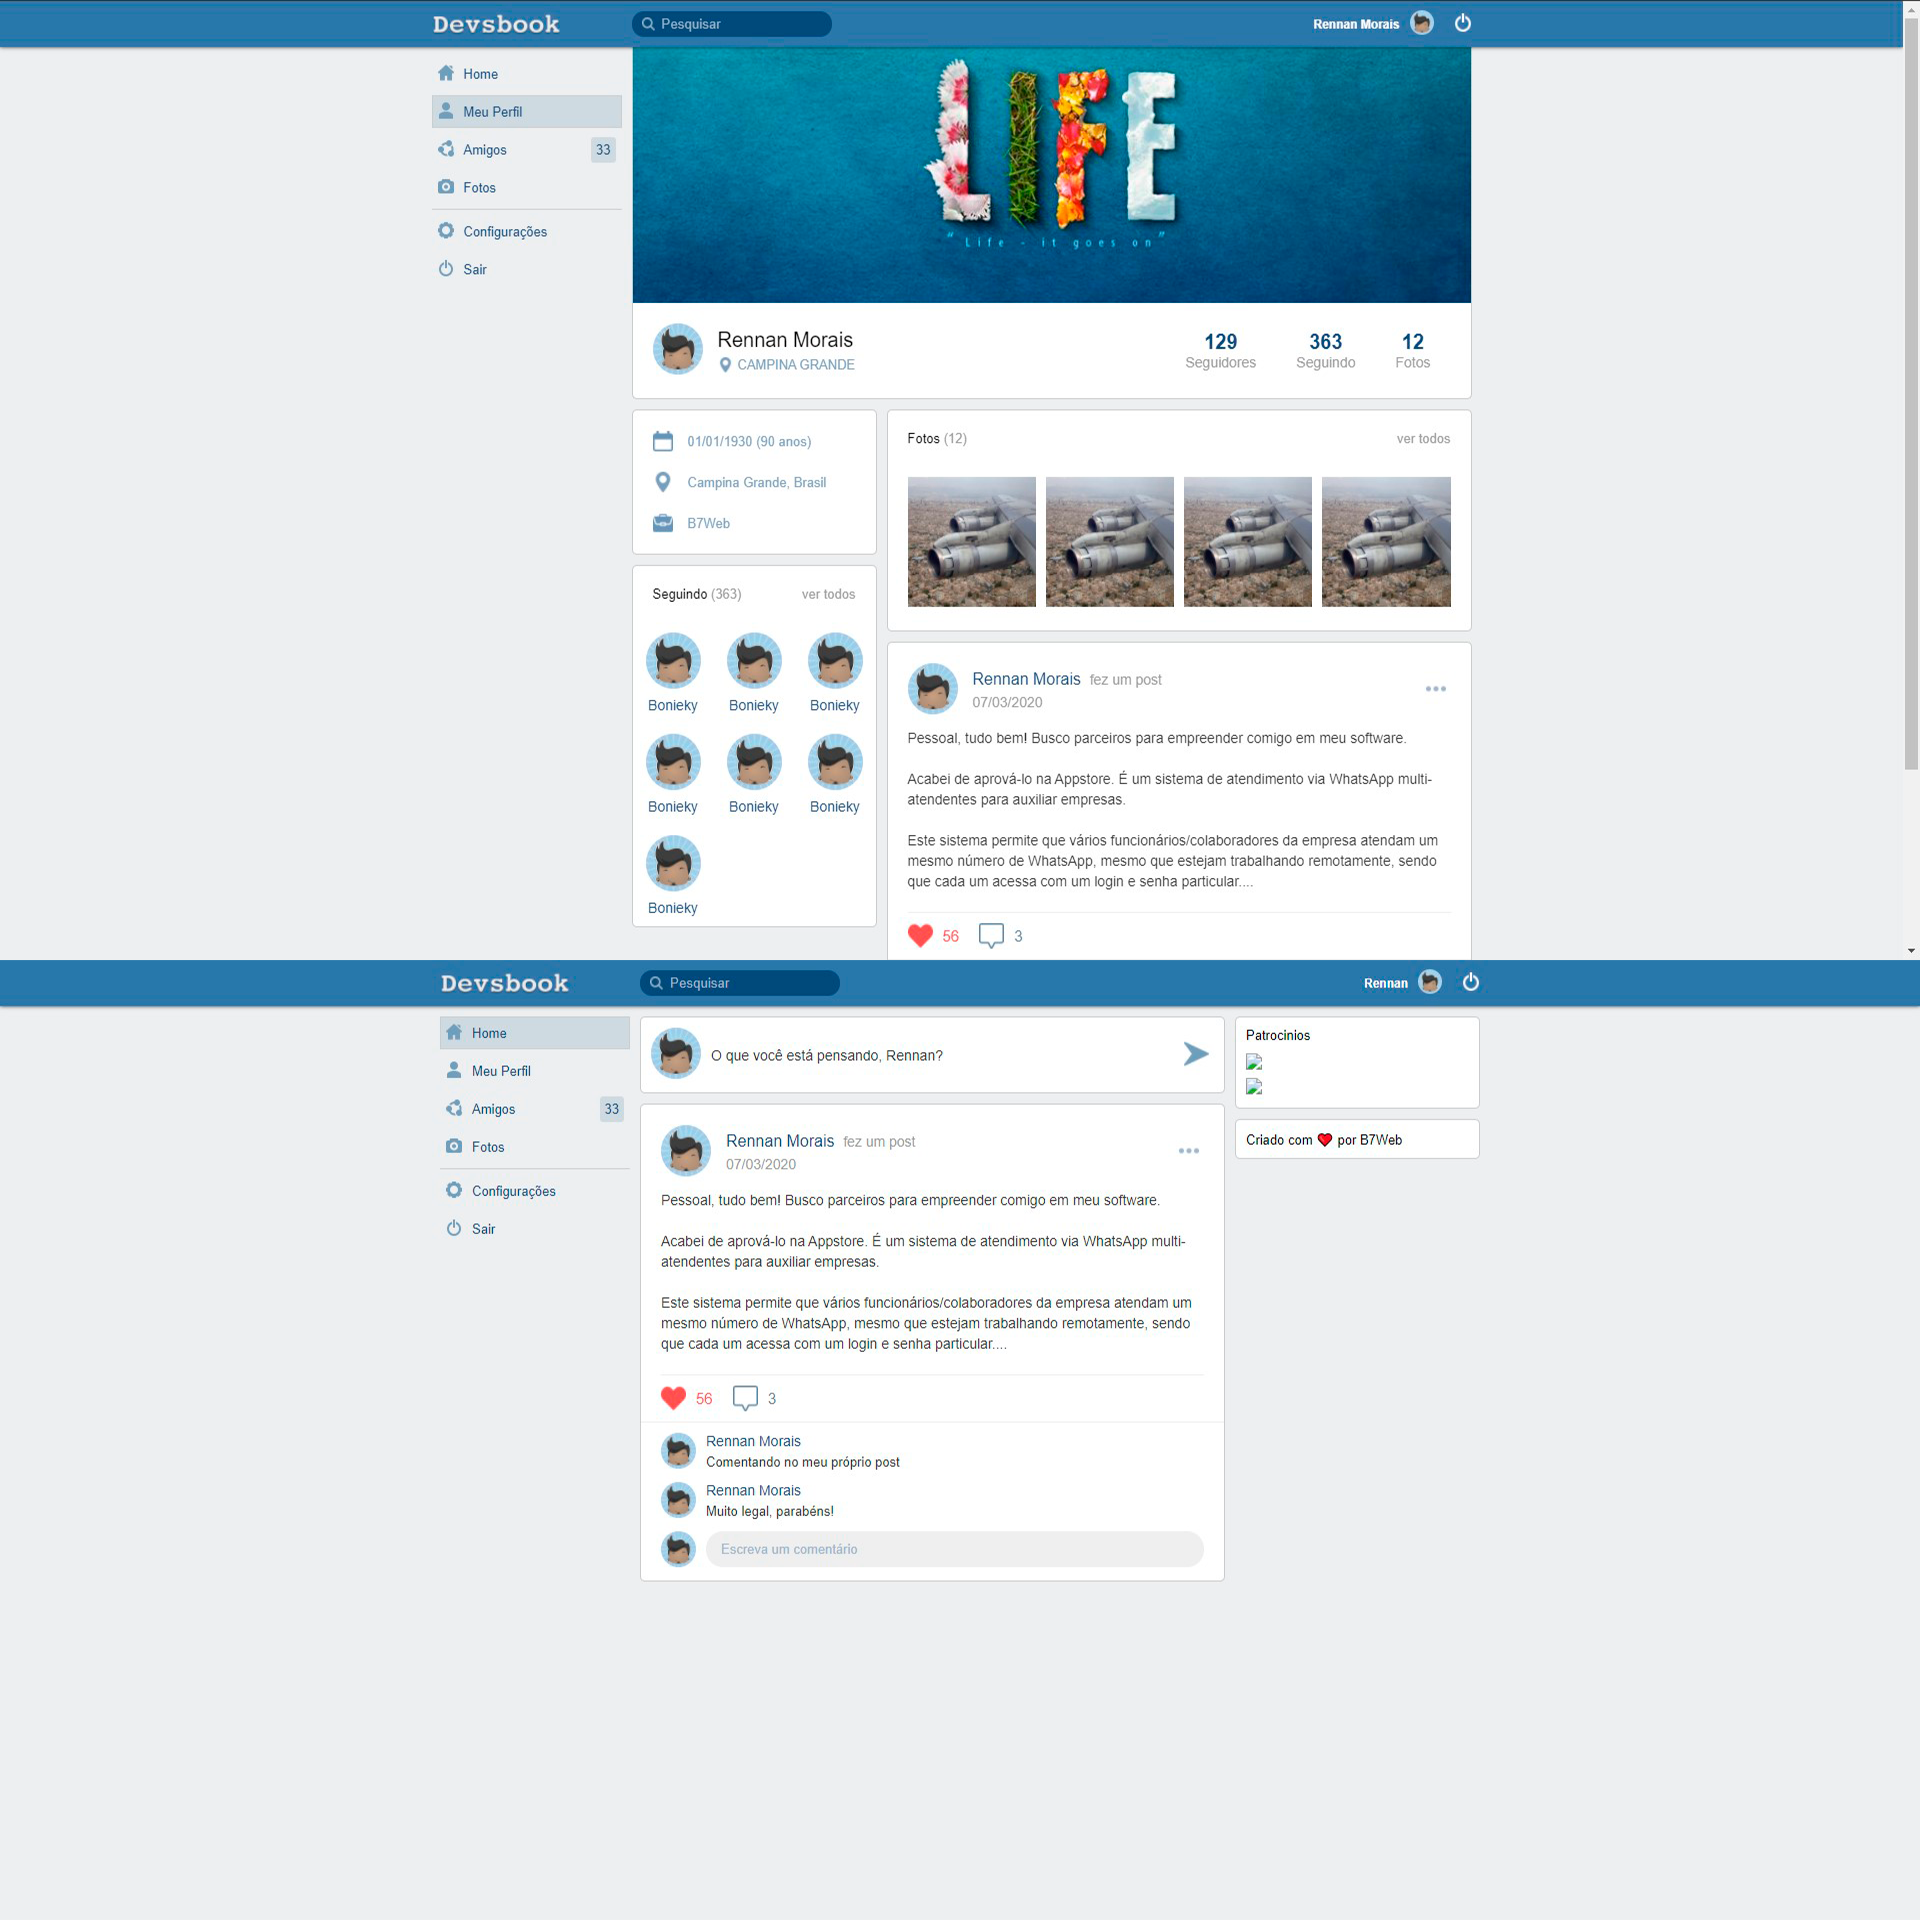 Devsbook
Pesquisar
Rennan Morais
Home
Meu Perfil
Amigos 33
Fotos
Configurações
Sair
LIFE
"Life - it goes on"
Rennan Morais
CAMPINA GRANDE
129 363 12
Seguidores Seguindo Fotos
01/01/1930 (90 anos)
Campina Grande, Brasil
B7Web
Seguindo (363) ver todos
Bonieky Bonieky Bonieky
Bonieky Bonieky Bonieky
Bonieky
Fotos (12) ver todos
Rennan Morais fez um post
07/03/2020
Pessoal, tudo bem! Busco parceiros para empreender comigo em meu software.
Acabei de aprová-lo na Appstore. É um sistema de atendimento via WhatsApp multi-
atendentes para auxiliar empresas.
Este sistema permite que vários funcionários/colaboradores da empresa atendam um
mesmo número de WhatsApp, mesmo que estejam trabalhando remotamente, sendo
que cada um acessa com um login e senha particular....
56 3
Devsbook
Pesquisar
Rennan
Home
Meu Perfil
Amigos 33
Fotos
Configurações
Sair
O que você está pensando, Rennan?
Rennan Morais fez um post
07/03/2020
Pessoal, tudo bem! Busco parceiros para empreender comigo em meu software.
Acabei de aprová-lo na Appstore. É um sistema de atendimento via WhatsApp multi-
atendentes para auxiliar empresas.
Este sistema permite que vários funcionários/colaboradores da empresa atendam um
mesmo número de WhatsApp, mesmo que estejam trabalhando remotamente, sendo
que cada um acessa com um login e senha particular....
56 3
Rennan Morais
Comentando no meu próprio post
Rennan Morais
Muito legal, parabéns!
Escreva um comentário
Patrocinios
Criado com ❤️ por B7Web